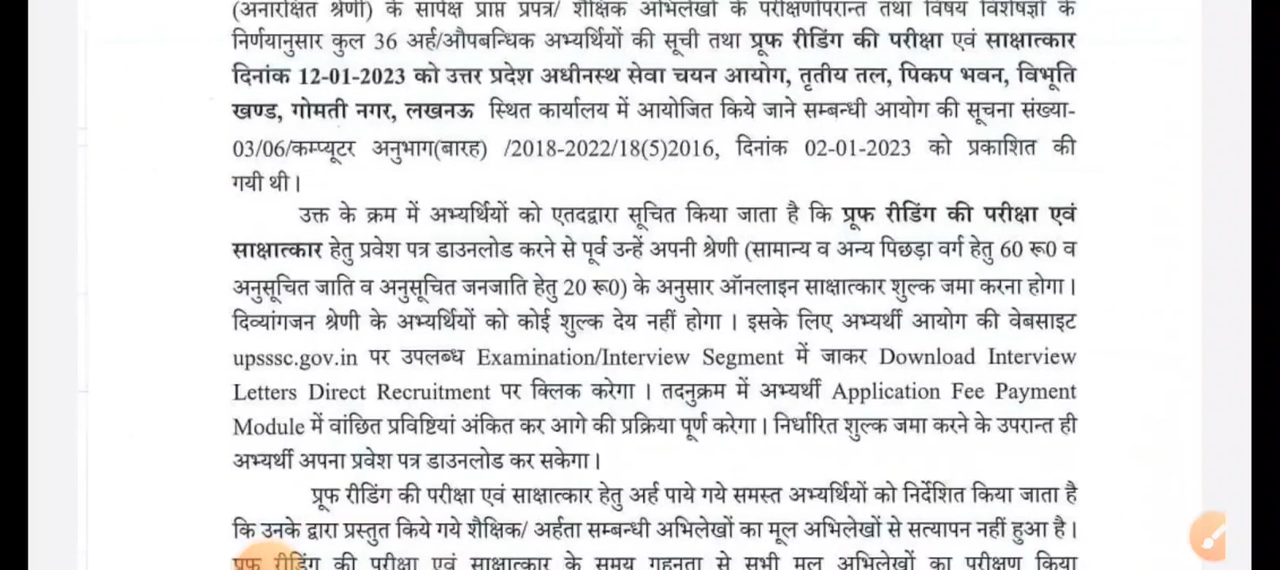 (अनारक्षित श्रेणी) के सापेक्ष प्राप्त प्रपत्र/ शैक्षिक अभिलेखों के परीक्षणोपरान्त तथा विषय विशेषज्ञों के
निर्णयानुसार कुल 36 अर्ह/औपबन्धिक अभ्यर्थियों की सूची तथा प्रूफ रीडिंग की परीक्षा एवं साक्षात्कार
दिनांक 12-01-2023 को उत्तर प्रदेश अधीनस्थ सेवा चयन आयोग, तृतीय तल, पिकप भवन, विभूति
खण्ड, गोमती नगर, लखनऊ स्थित कार्यालय में आयोजित किये जाने सम्बन्धी आयोग की सूचना संख्या-
03/06/कम्प्यूटर अनुभाग(बारह) /2018-2022/18(5)2016, दिनांक 02-01-2023 को प्रकाशित की
गयी थी।
उक्त के क्रम में अभ्यर्थियों को एतदद्वारा सूचित किया जाता है कि प्रूफ रीडिंग की परीक्षा एवं
साक्षात्कार हेतु प्रवेश पत्र डाउनलोड करने से पूर्व उन्हें अपनी श्रेणी (सामान्य व अन्य पिछड़ा वर्ग हेतु 60 रू0 व
अनुसूचित जाति व अनुसूचित जनजाति हेतु 20 रू0) के अनुसार ऑनलाइन साक्षात्कार शुल्क जमा करना होगा।
दिव्यांगजन श्रेणी के अभ्यर्थियों को कोई शुल्क देय नहीं होगा । इसके लिए अभ्यर्थी आयोग की वेबसाइट
upsssc.gov.in पर उपलब्ध Examination/Interview Segment में जाकर Download Interview
Letters Direct Recruitment पर क्लिक करेगा । तदनुक्रम में अभ्यर्थी Application Fee Payment
Module में वांछित प्रविष्टियां अंकित कर आगे की प्रक्रिया पूर्ण करेगा। निर्धारित शुल्क जमा करने के उपरान्त ही
अभ्यर्थी अपना प्रवेश पत्र डाउनलोड कर सकेगा।
प्रूफ रीडिंग की परीक्षा एवं साक्षात्कार हेतु अर्ह पाये गये समस्त अभ्यर्थियों को निर्देशित किया जाता है
कि उनके द्वारा प्रस्तुत किये गये शैक्षिक/ अर्हता सम्बन्धी अभिलेखों का मूल अभिलेखों से सत्यापन नहीं हुआ है।
प्रूफ रीडिंग की परीक्षा एवं साक्षात्कार के समय गहनता से सभी मूल अभिलेखों का परीक्षण किया